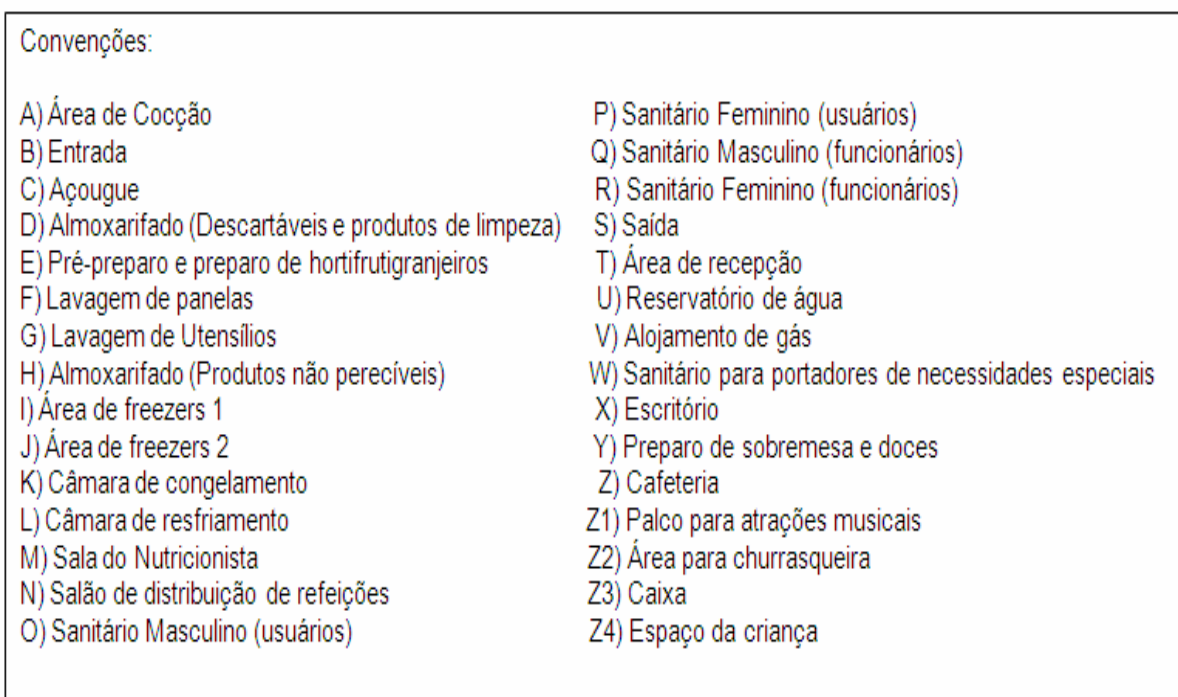 Convenções:
A) Área de Cocção
B) Entrada
C) Açougue
D) Almoxarifado (Descartáveis e produtos de limpeza)
E) Pré-preparo e preparo de hortifrutigranjeiros
F) Lavagem de panelas
G) Lavagem de Utensílios
H) Almoxarifado (Produtos não perecíveis)
I) Área de freezers 1
J) Área de freezers 2
K) Câmara de congelamento
L) Câmara de resfriamento
M) Sala do Nutricionista
N) Salão de distribuição de refeições
O) Sanitário Masculino (usuários)
P) Sanitário Feminino (usuários)
Q) Sanitário Masculino (funcionários)
R) Sanitário Feminino (funcionários)
S) Saída
T) Área de recepção
U) Reservatório de água
V) Alojamento de gás
W) Sanitário para portadores de necessidades especiais
X) Escritório
Y) Preparo de sobremesa e doces
Z) Cafeteria
Z1) Palco para atrações musicais
Z2) Área para churrasqueira
Z3) Caixa
Z4) Espaço da criança